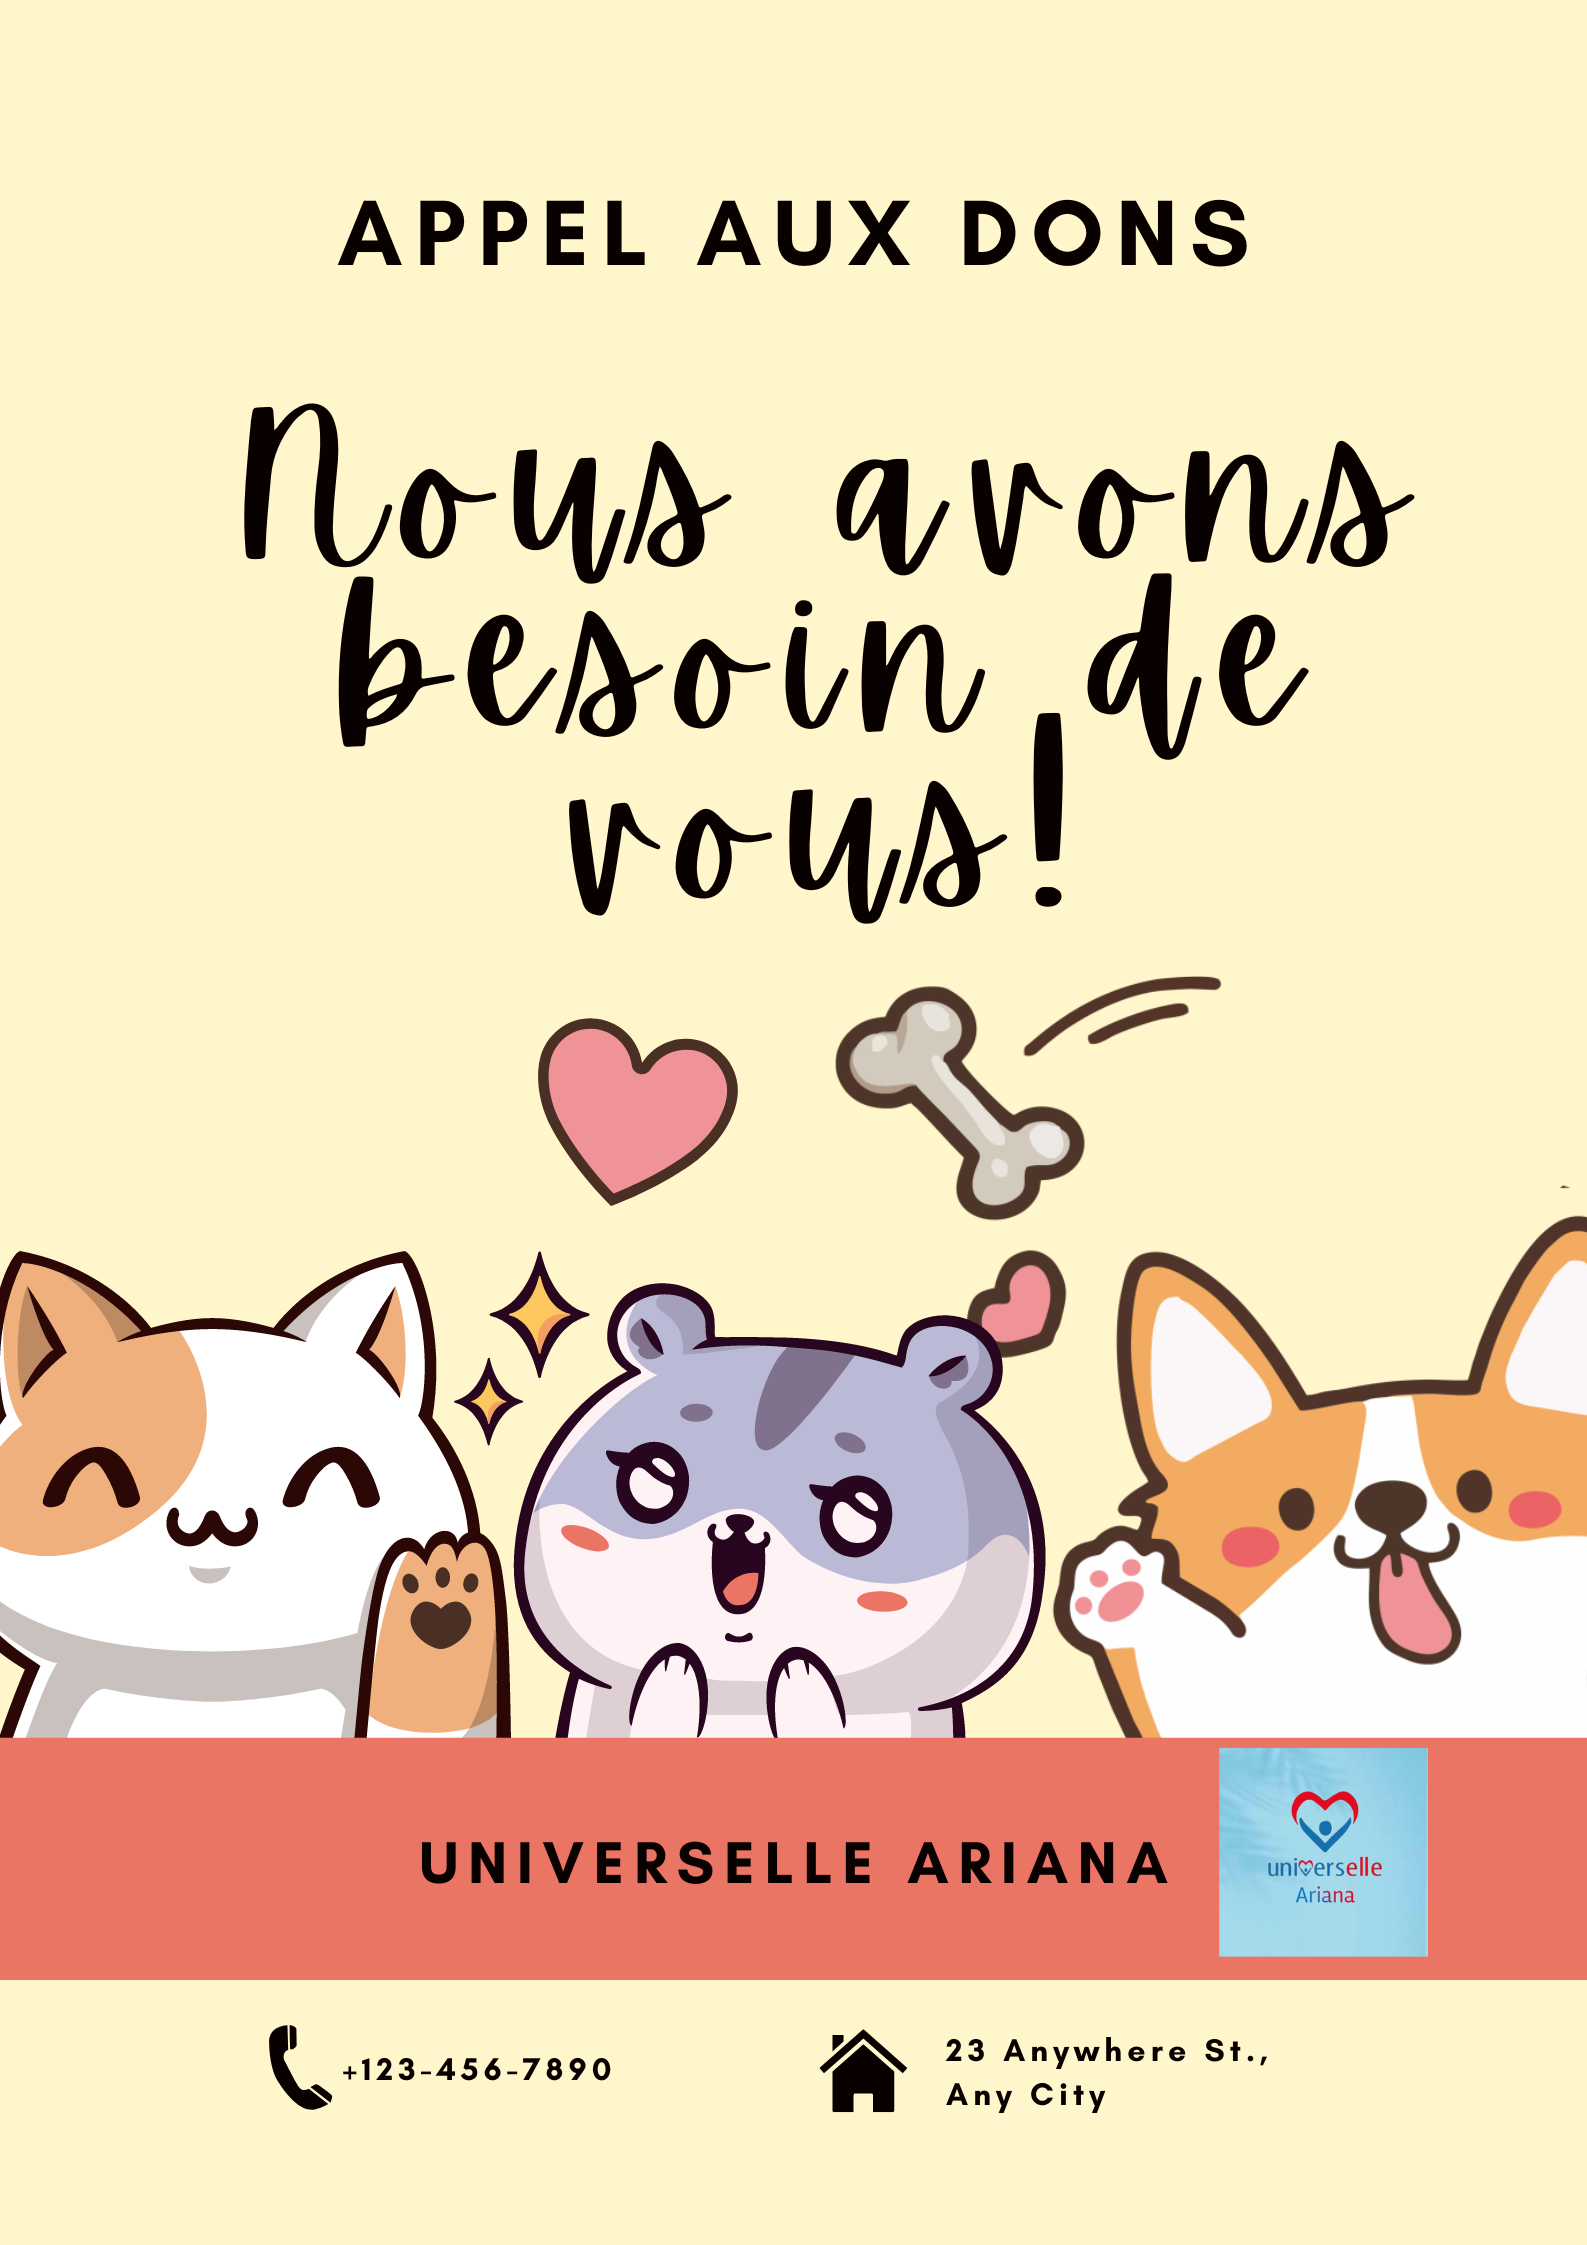 APPEL AUX DONS
Nous avons
besoin de
vous!
UNIVERSELLE ARIANA
universelle
Ariana
+123-456-7890
23 Anywhere St.,
Any City